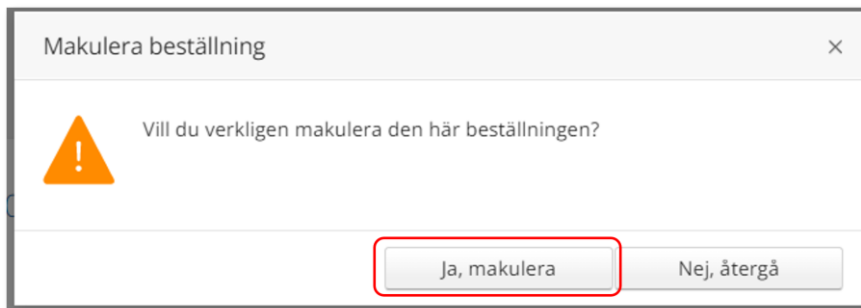 Makulera beställning
Vill du verkligen makulera den här beställningen?
Ja, makulera
Nej, återgå